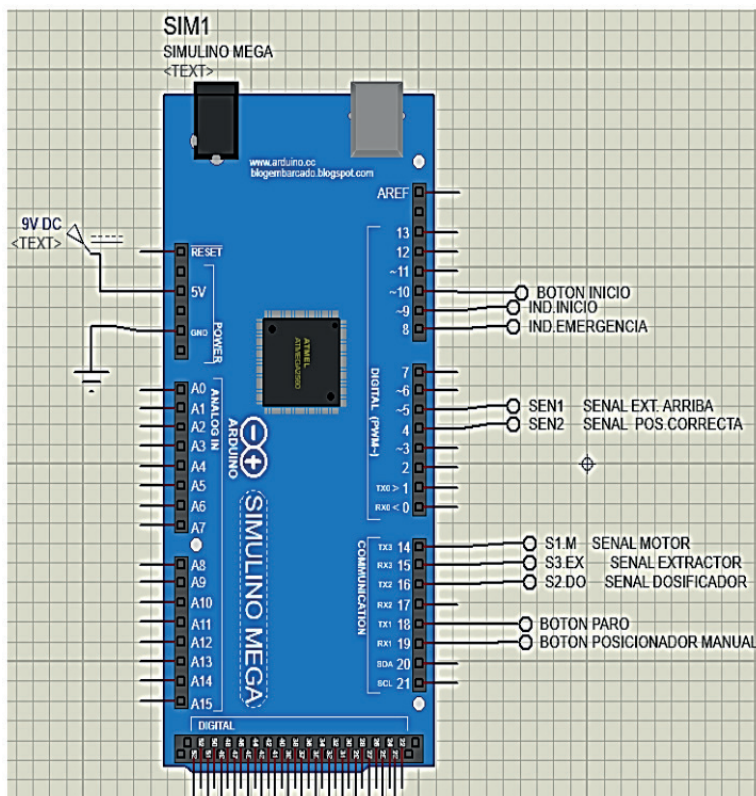 SIM1
SIMULINO MEGA
<TEXT>
www.arduino.cc
blogembarcado.blogspot.com
9V DC
<TEXT>
RESET
5V
GND
POWER
AREF
13
12
~11
~10 BOTON INICIO
~9 IND.INICIO
8 IND.EMERGENCIA
7
~6
~5 SEN1 SENAL EXT. ARRIBA
4 SEN2 SENAL POS.CORRECTA
~3
2
TX0 > 1
RX0 < 0
DIGITAL (PWM~)
ATMEL
ATMEGA2560
A0
A1
A2
A3
A4
A5
A6
A7
ANALOG IN
ARDUINO
SIMULINO MEGA
A8
A9
A10
A11
A12
A13
A14
A15
COMMUNICATION
TX3 14 S1.M SENAL MOTOR
RX3 15 S3.EX SENAL EXTRACTOR
TX2 16 S2.DO SENAL DOSIFICADOR
RX2 17
TX1 18 BOTON PARO
RX1 19 BOTON POSICIONADOR MANUAL
SDA 20
SCL 21
DIGITAL